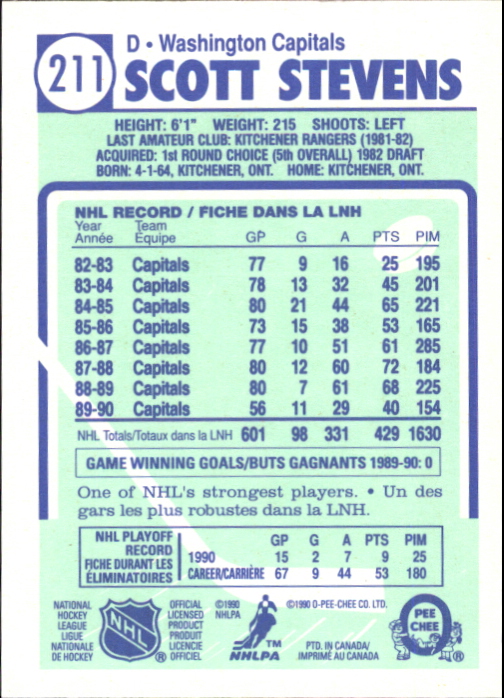 211
D • Washington Capitals
SCOTT STEVENS
HEIGHT: 6'1" WEIGHT: 215 SHOOTS: LEFT
LAST AMATEUR CLUB: KITCHENER RANGERS (1981-82)
ACQUIRED: 1st ROUND CHOICE (5th OVERALL) 1982 DRAFT
BORN: 4-1-64, KITCHENER, ONT. HOME: KITCHENER, ONT.
NHL RECORD / FICHE DANS LA LNH
Year Team
Année Équipe GP G A PTS PIM
82-83 Capitals 77 9 16 25 195
83-84 Capitals 78 13 32 45 201
84-85 Capitals 80 21 44 65 221
85-86 Capitals 73 15 38 53 165
86-87 Capitals 77 10 51 61 285
87-88 Capitals 80 12 60 72 184
88-89 Capitals 80 7 61 68 225
89-90 Capitals 56 11 29 40 154
NHL Totals/Totaux dans la LNH 601 98 331 429 1630
GAME WINNING GOALS/BUTS GAGNANTS 1989-90: 0
One of NHL's strongest players. • Un des
gars les plus robustes dans la LNH.
NHL PLAYOFF
RECORD
FICHE DURANT LES
ÉLIMINATOIRES
GP G A PTS PIM
1990 15 2 7 9 25
CAREER/CARRIÈRE 67 9 44 53 180
NATIONAL
HOCKEY
LEAGUE
LIGUE
NATIONALE
DE HOCKEY
NHL
®
OFFICIAL
LICENSED
PRODUCT
PRODUIT
LICENCIE
OFFICIEL
©1990
NHLPA
TM
NHLPA
©1990 O-PEE-CHEE CO. LTD.
PTD. IN CANADA/
IMPRIMÉ AU CANADA
O PEE CHEE
®